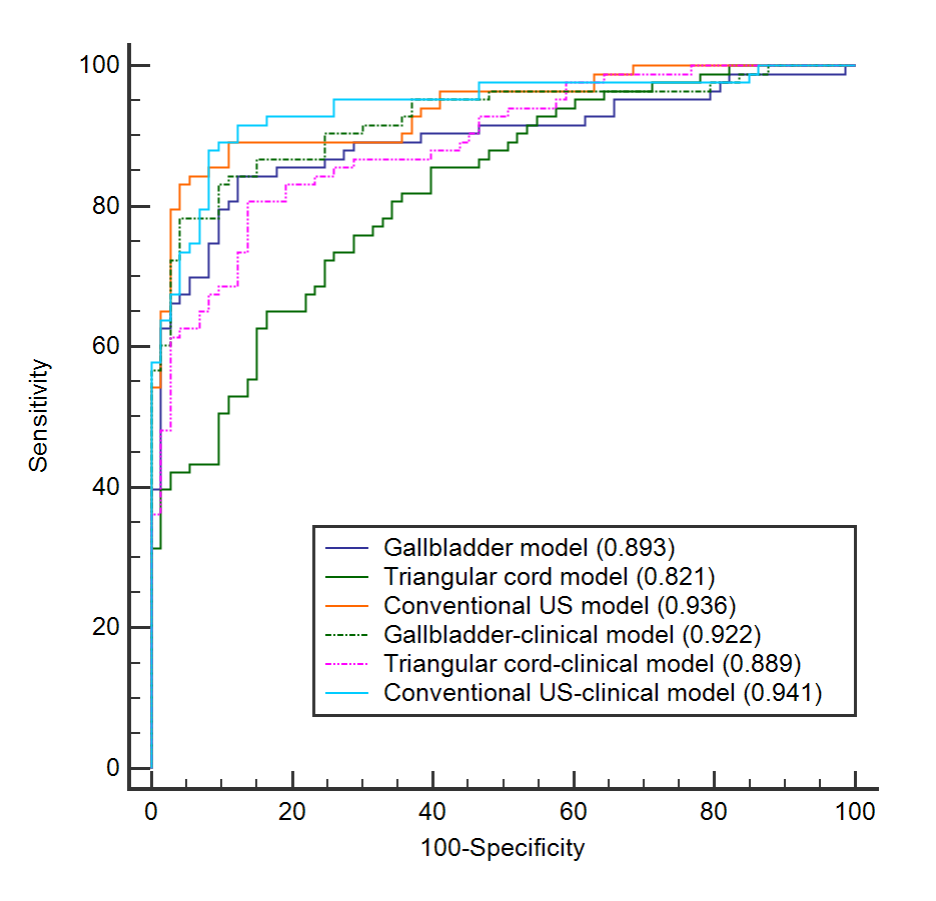 100
80
60
40
20
0
Sensitivity
Gallbladder model (0.893)
Triangular cord model (0.821)
Conventional US model (0.936)
Gallbladder-clinical model (0.922)
Triangular cord-clinical model (0.889)
Conventional US-clinical model (0.941)
0 20 40 60 80 100
100-Specificity